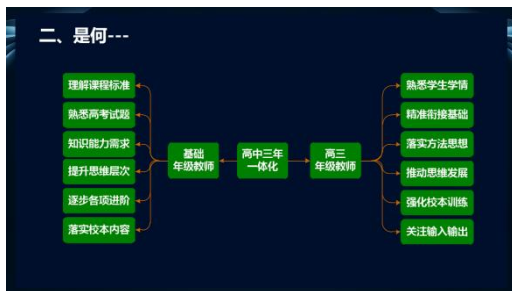 二、是何---
理解课程标准
熟悉高考试题
知识能力需求
提升思维层次
逐步各项进阶
落实校本内容
基础
年级教师
高中三年
一体化
高三
年级教师
熟悉学生学情
精准衔接基础
落实方法思想
推动思维发展
强化校本训练
关注输入输出